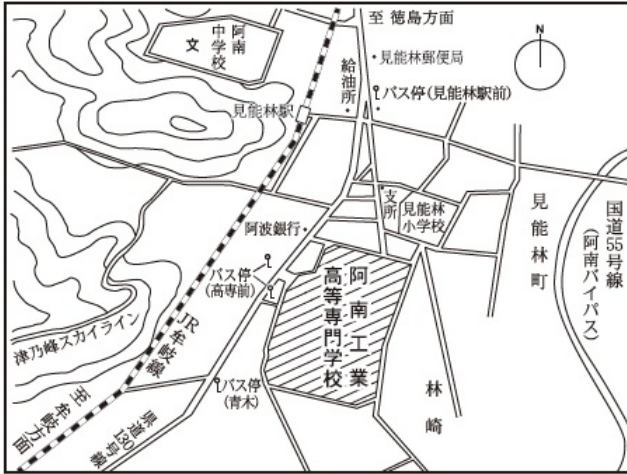 至 徳島方面
阿南
中学校
文
給油所
見能林郵便局
バス停(見能林駅前)
N
見能林駅
支所
見能林
小学校
見能林町
国道55号線
(阿南バイパス)
阿波銀行
バス停
(高専前)
阿南工業
高等専門学校
JR牟岐線
津乃峰スカイライン
バス停
(青木)
林崎
県道130号線
至 牟岐方面